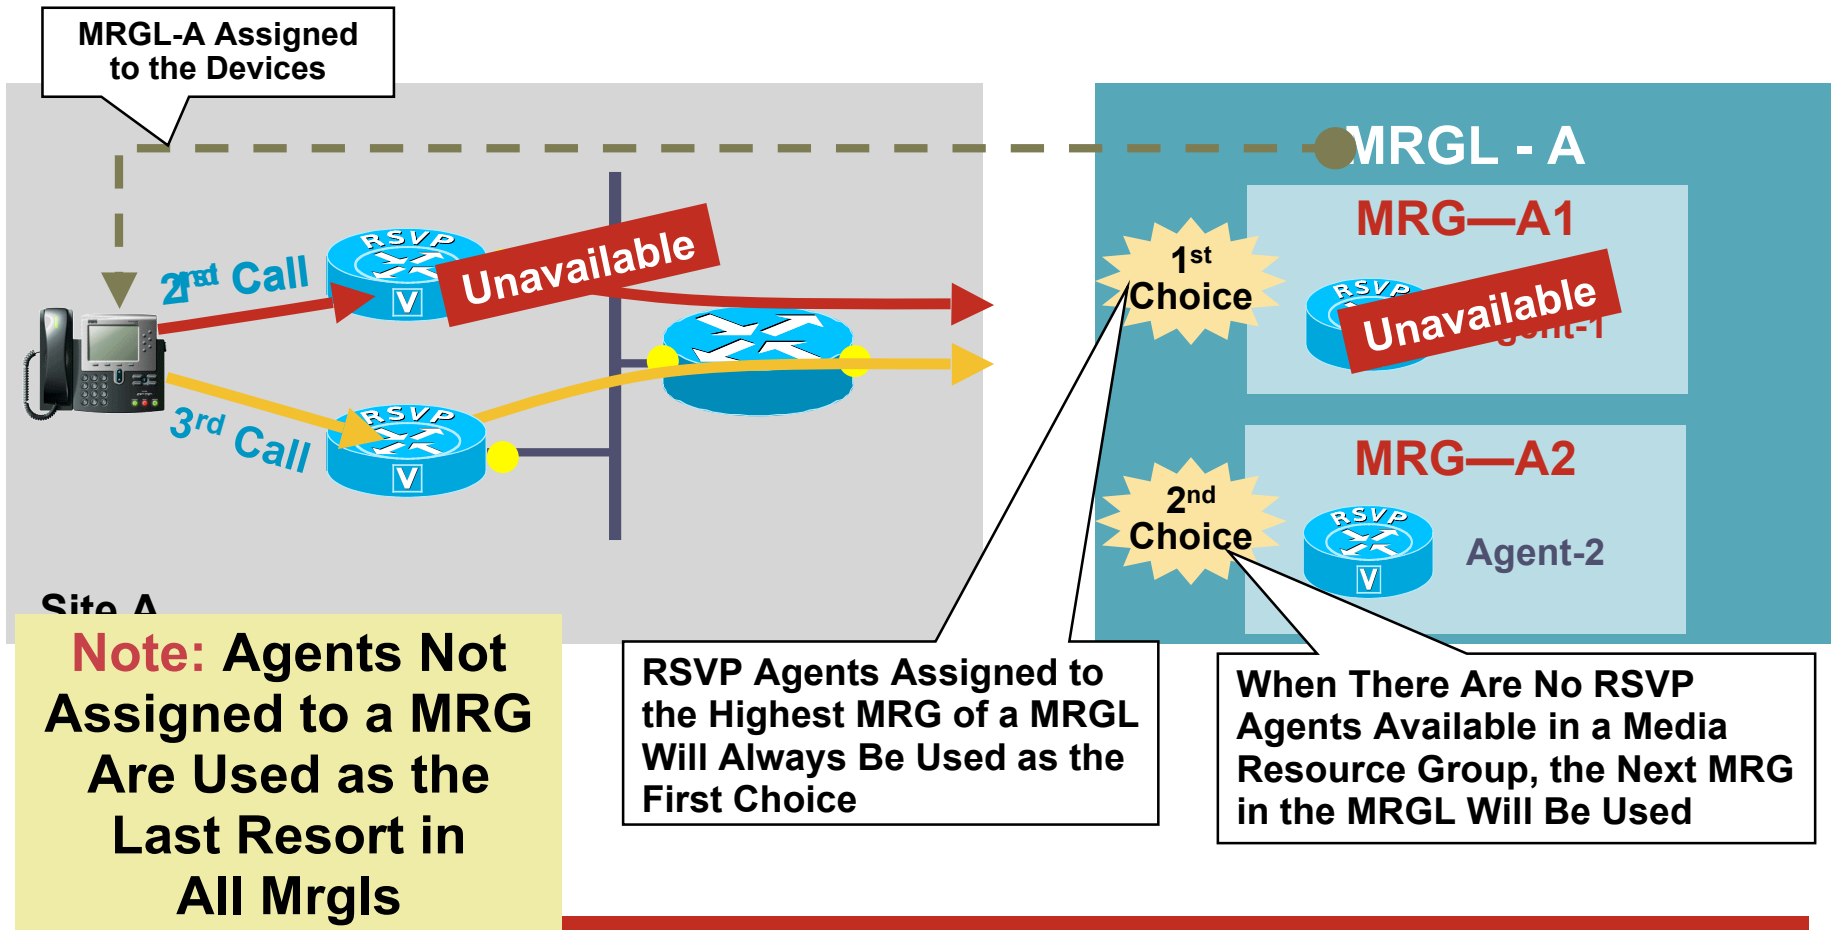 MRGL-A Assigned
to the Devices
MRGL - A
MRG—A1
1st
Choice
RSVP
Unavailable
MRG—A2
2nd
Choice
RSVP
V
Agent-2
RSVP
V
Unavailable
Call
3rd Call
RSVP
V
Site A
Note: Agents Not
Assigned to a MRG
Are Used as the
Last Resort in
All Mrgls
RSVP Agents Assigned to
the Highest MRG of a MRGL
Will Always Be Used as the
First Choice
When There Are No RSVP
Agents Available in a Media
Resource Group, the Next MRG
in the MRGL Will Be Used